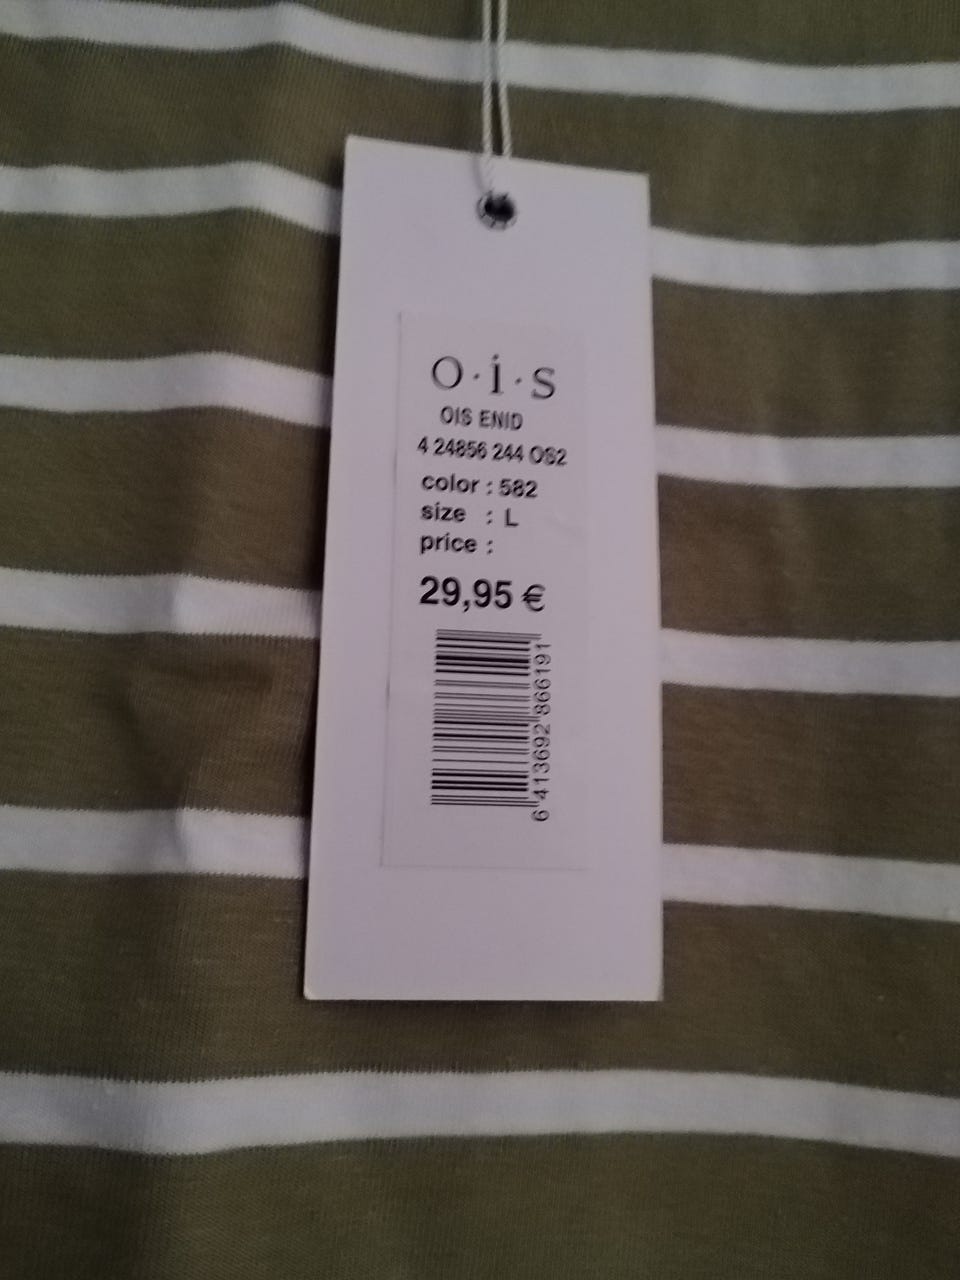 o·i·s
OIS ENID
4 24856 244 OS2
color : 582
size : L
price :
29,95 €
6 413692 866191